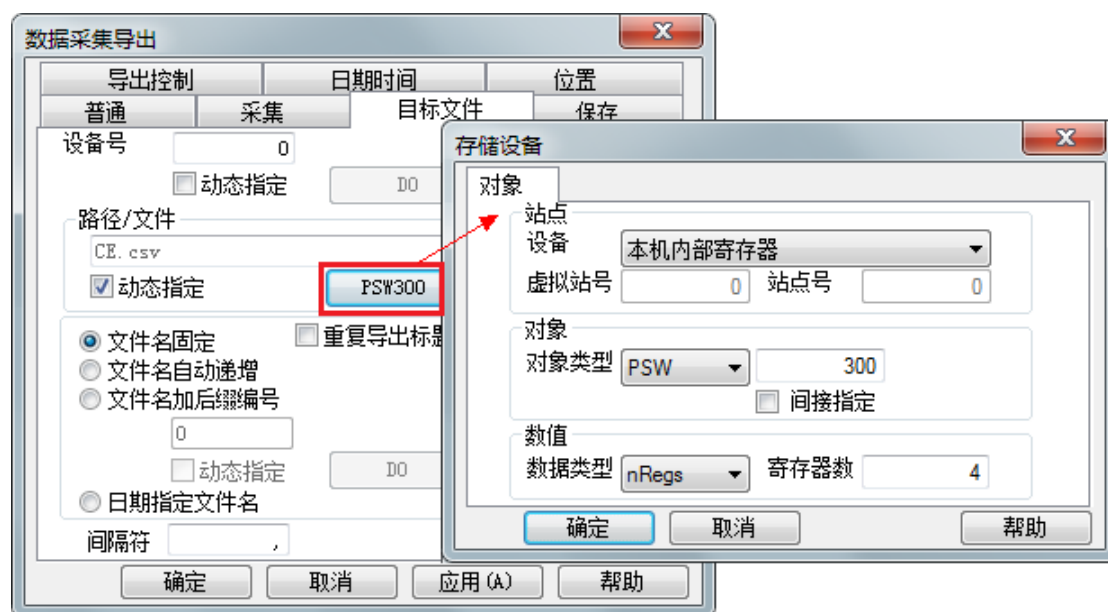 数据采集导出
导出控制 日期时间 位置
普通 采集 目标文件 保存
设备号 0
动态指定 D0
路径/文件
CE.csv
动态指定 PSW300
文件名固定 重复导出标
文件名自动递增
文件名加后缀编号
0
动态指定 D0
日期指定文件名
间隔符 ,
确定 取消 应用(A) 帮助
存储设备
对象
站点
设备 本机内部寄存器
虚拟站号 0 站点号 0
对象
对象类型 PSW 300
间接指定
数值
数据类型 nRegs 寄存器数 4
确定 取消 帮助